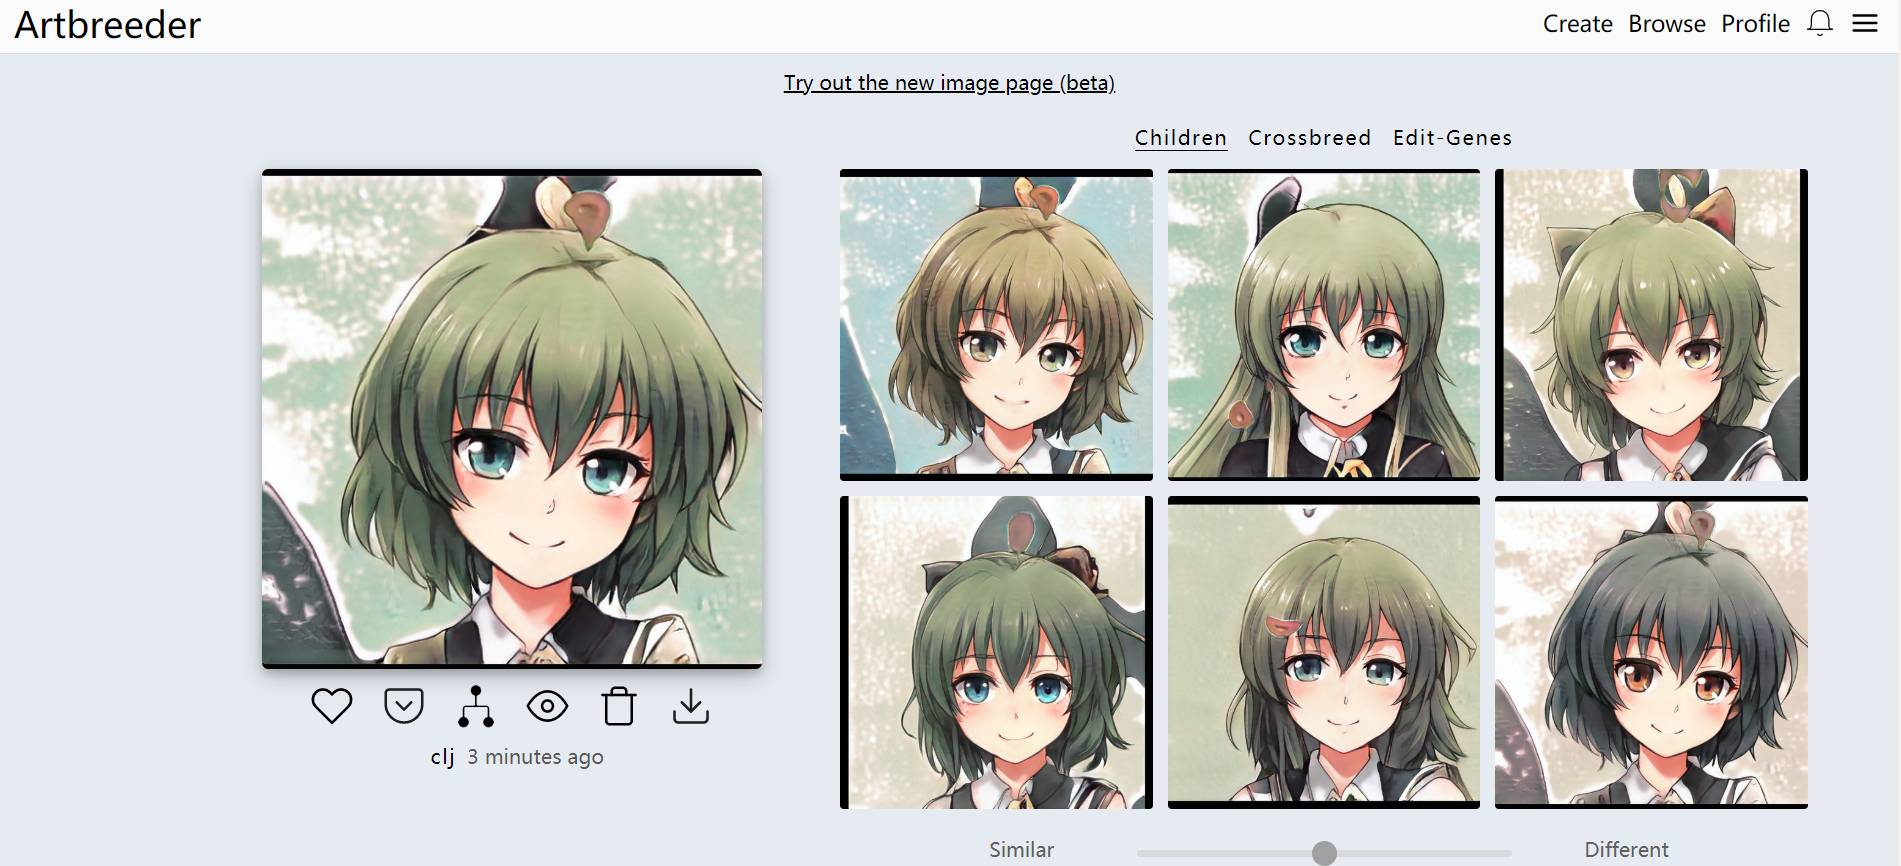 Artbreeder
Create Browse Profile
Try out the new image page (beta)
Children Crossbreed Edit-Genes
clj 3 minutes ago
Similar Different